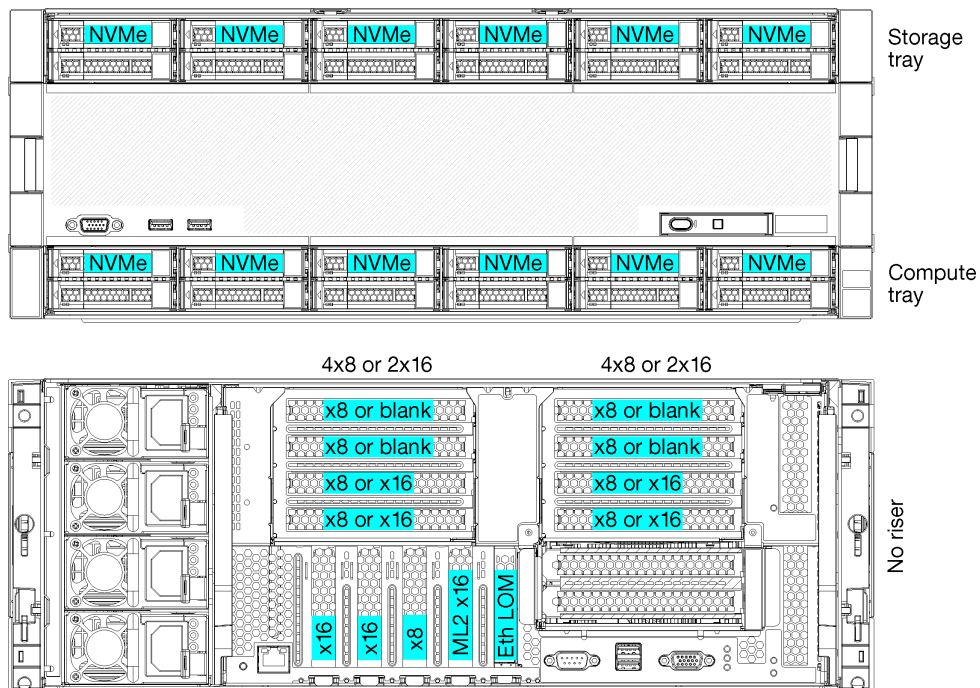 NVMe NVMe NVMe NVMe NVMe NVMe
Storage
tray
NVMe NVMe NVMe NVMe NVMe NVMe
Compute
tray
4x8 or 2x16 4x8 or 2x16
x8 or blank x8 or blank
x8 or blank x8 or blank
x8 or x16 x8 or x16
x8 or x16 x8 or x16
No riser
x16
x16
x8
ML2 x16
Eth LOM